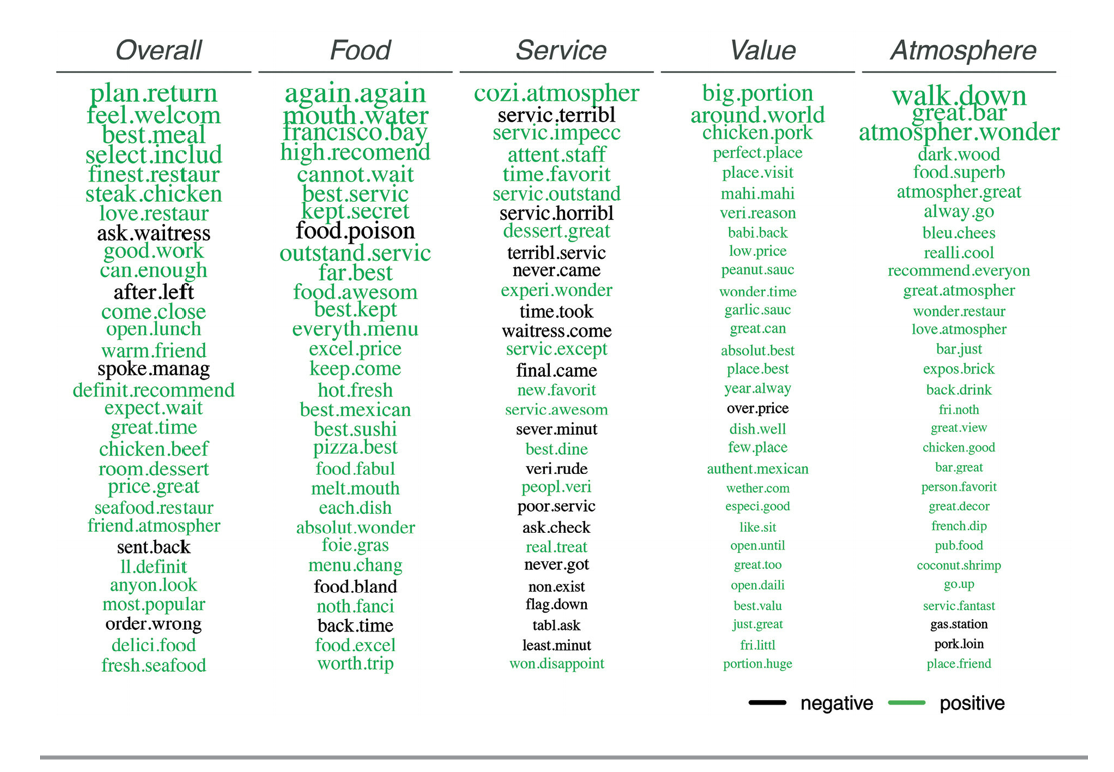 Overall Food Service Value Atmosphere
plan.return again.again cozi.atmospher big.portion walk.down
feel.welcom mouth.water servic.terribl around.world great.bar
best.meal francisco.bay servic.impecc chicken.pork atmospher.wonder
select.includ high.recomend attent.staff perfect.place dark.wood
finest.restaur cannot.wait time.favorit place.visit food.superb
steak.chicken best.servic servic.outstand mahi.mahi atmospher.great
love.restaur kept.secret servic.horribl veri.reason alway.go
ask.waitress food.poison dessert.great babi.back bleu.chees
good.work outstand.servic terribl.servic low.price realli.cool
can.enough far.best never.came peanut.sauc recommend.everyon
after.left food.awesom experi.wonder wonder.time great.atmospher
come.close best.kept time.took garlic.sauc wonder.restaur
open.lunch everyth.menu waitress.come great.can love.atmospher
warm.friend excel.price servic.except absolut.best bar.just
spoke.manag keep.come final.came place.best expos.brick
definit.recommend hot.fresh new.favorit year.alway back.drink
expect.wait best.mexican servic.awesom over.price fri.noth
great.time best.sushi sever.minut dish.well great.view
chicken.beef pizza.best best.dine few.place chicken.good
room.dessert food.fabul veri.rude authent.mexican bar.great
price.great melt.mouth peopl.veri wether.com person.favorit
seafood.restaur each.dish poor.servic especi.good great.decor
friend.atmospher absolut.wonder ask.check like.sit french.dip
sent.back foie.gras real.treat open.until pub.food
ll.definit menu.chang never.got great.too coconut.shrimp
anyon.look food.bland non.exist open.daili go.up
most.popular noth.fanci flag.down best.valu servic.fantast
order.wrong back.time tabl.ask just.great gas.station
delici.food food.excel least.minut fri.littl pork.loin
fresh.seafood worth.trip won.disappoint portion.huge place.friend
negative positive